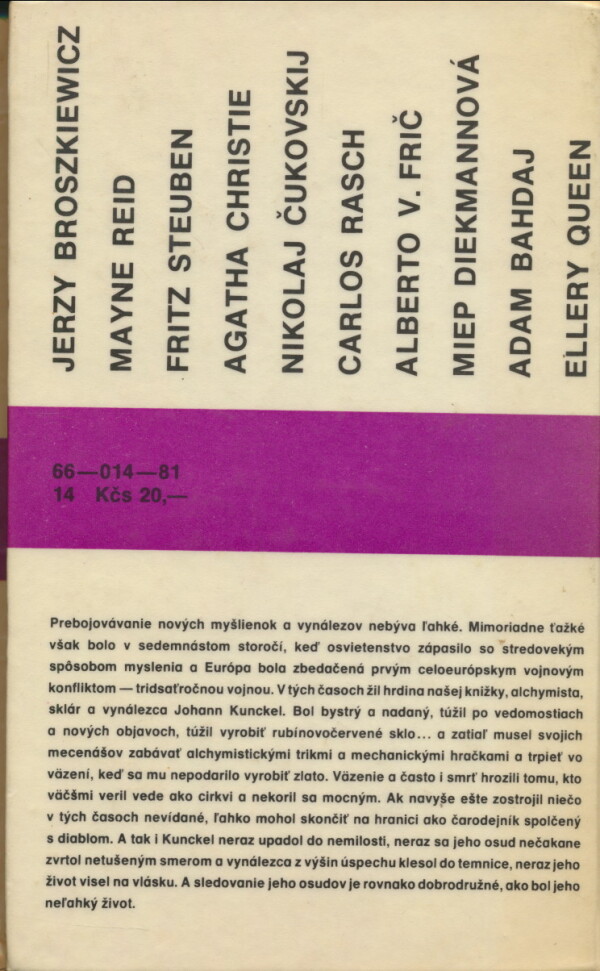 JERZY BROSZKIEWICZ
MAYNE REID
FRITZ STEUBEN
AGATHA CHRISTIE
NIKOLAJ ČUKOVSKIJ
CARLOS RASCH
ALBERTO V. FRIČ
MIEP DIEKMANNOVÁ
ADAM BAHDAJ
ELLERY QUEEN
66—014—81
14 Kčs 20,—
Prebojovávanie nových myšlienok a vynálezov nebýva ľahké. Mimoriadne ťažké
však bolo v sedemnástom storočí, keď osvietenstvo zápasilo so stredovekým
spôsobom myslenia a Európa bola zbedačená prvým celoeurópskym vojnovým
konfliktom — tridsaťročnou vojnou. V tých časoch žil hrdina našej knižky, alchymista,
sklár a vynálezca Johann Kunckel. Bol bystrý a nadaný, túžil po vedomostiach
a nových objavoch, túžil vyrobiť rubínovočervené sklo... a zatiaľ musel svojich
mecenášov zabávať alchymistickými trikmi a mechanickými hračkami a trpieť vo
väzení, keď sa mu nepodarilo vyrobiť zlato. Väzenie a často i smrť hrozili tomu, kto
väčšmi veril vede ako cirkvi a nekoril sa mocným. Ak navyše ešte zostrojil niečo
v tých časoch nevídané, ľahko mohol skončiť na hranici ako čarodejník spolčený
s diablom. A tak i Kunckel neraz upadol do nemilosti, neraz sa jeho osud nečakane
zvrtol netušeným smerom a vynálezca z výšin úspechu klesol do temnice, neraz jeho
život visel na vlásku. A sledovanie jeho osudov je rovnako dobrodružné, ako bol jeho
neľahký život.